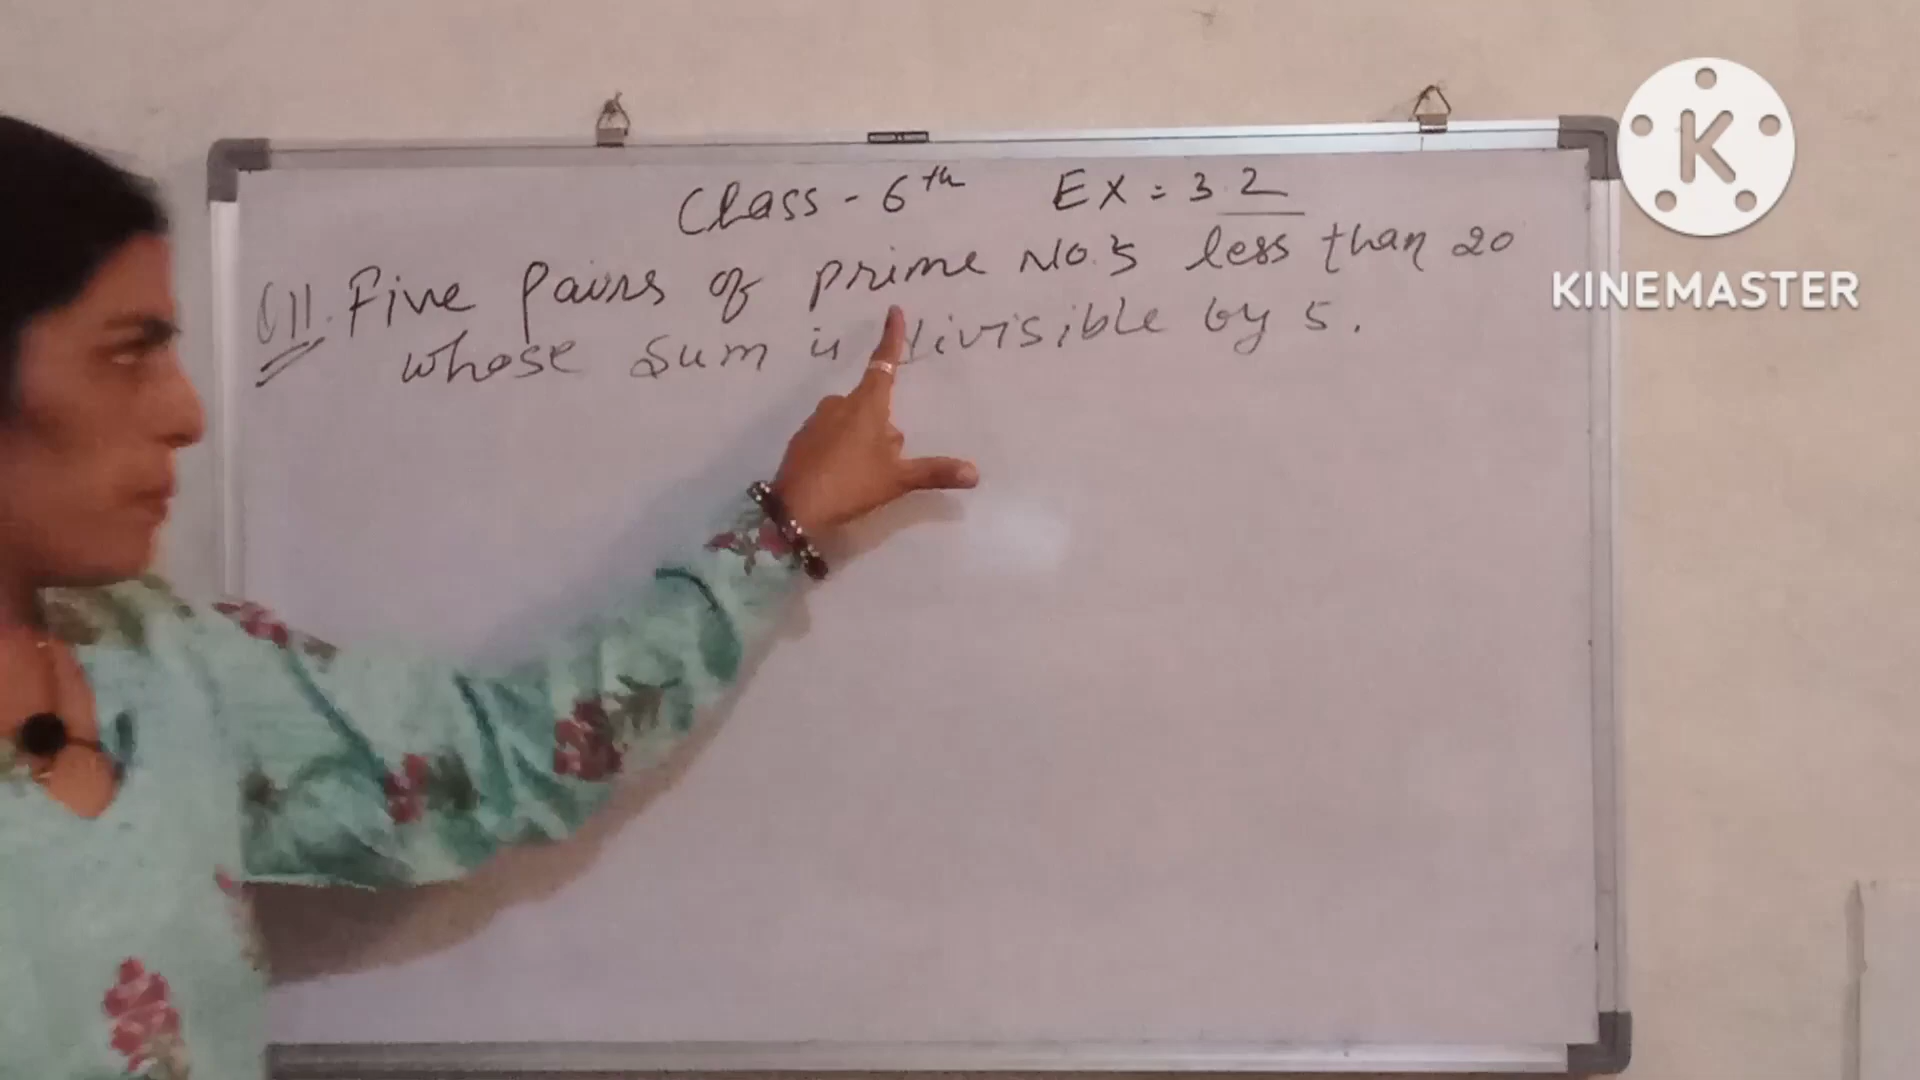 Class - 6th EX = 3.2
Q11. Five Pairs of prime No.s less than 20
whose sum is divisible by 5.
K
KINEMASTER